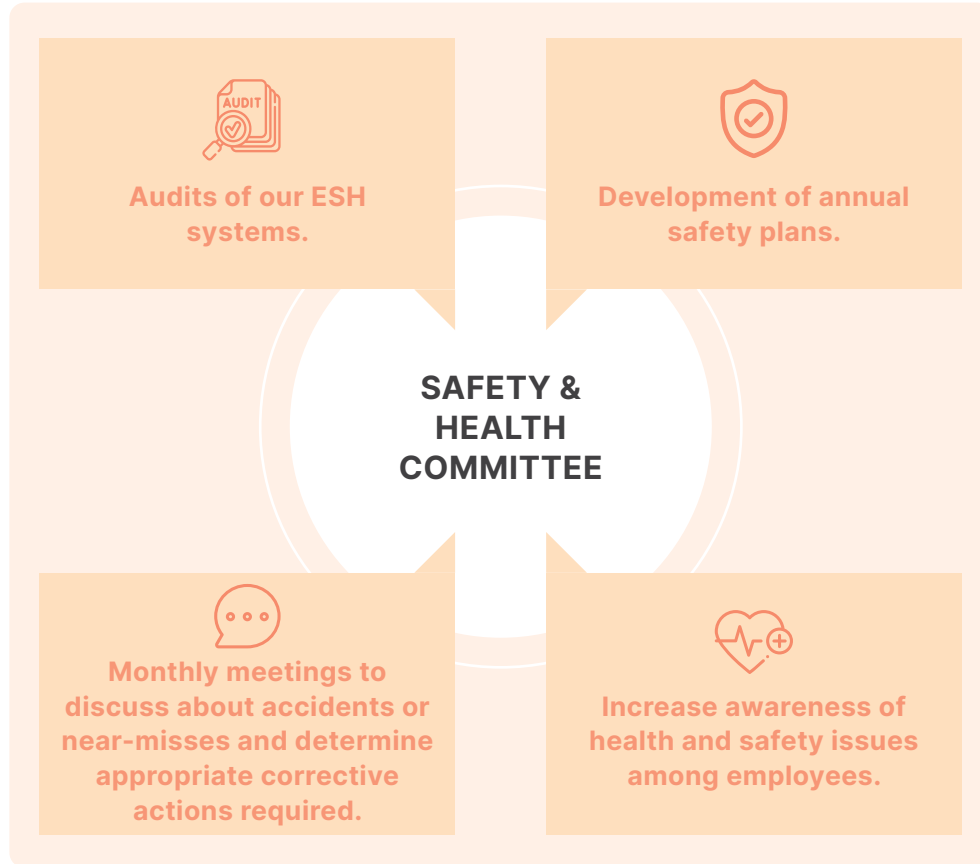 AUDIT
Audits of our ESH
systems.
Development of annual
safety plans.
SAFETY &
HEALTH
COMMITTEE
Monthly meetings to
discuss about accidents or
near-misses and determine
appropriate corrective
actions required.
Increase awareness of
health and safety issues
among employees.